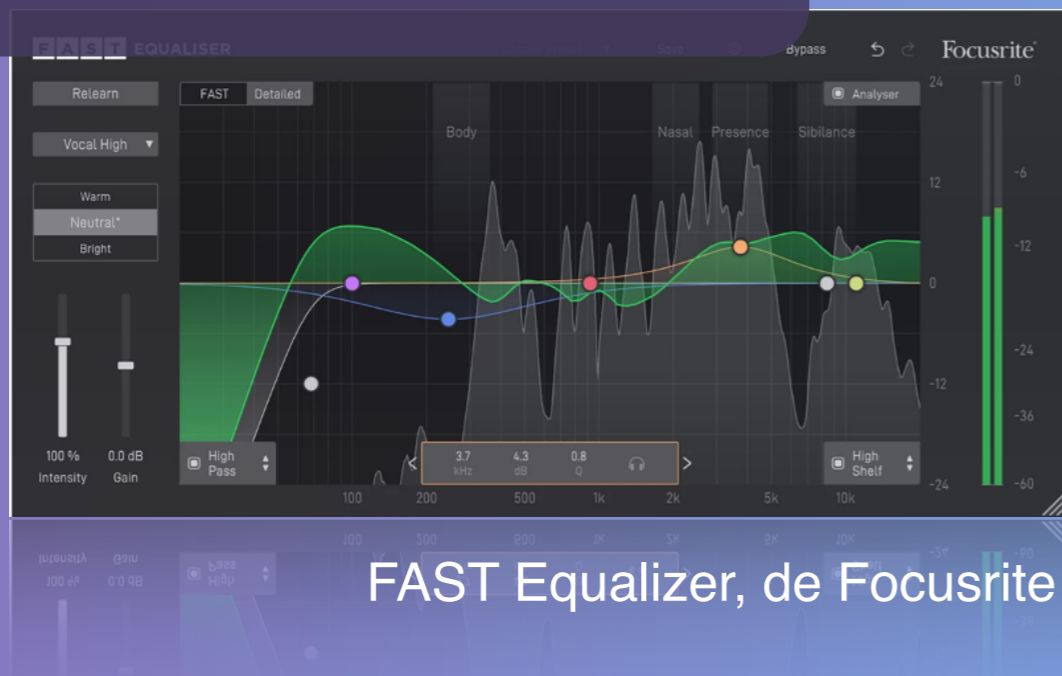 FAST EQUALISER
Save
Bypass
Focusrite
Relearn
FAST Detailed
Analyser
24
0
Vocal High
Body
Nasal
Presence
Sibilance
-6
12
Warm
Neutral*
Bright
-12
0
-24
-12
-36
100 %
Intensity
0.0 dB
Gain
High
Pass
3.7
kHz
4.3
dB
0.8
Q
High
Shelf
-24
-60
100 200 500 1k 2k 5k 10k
FAST Equalizer, de Focusrite